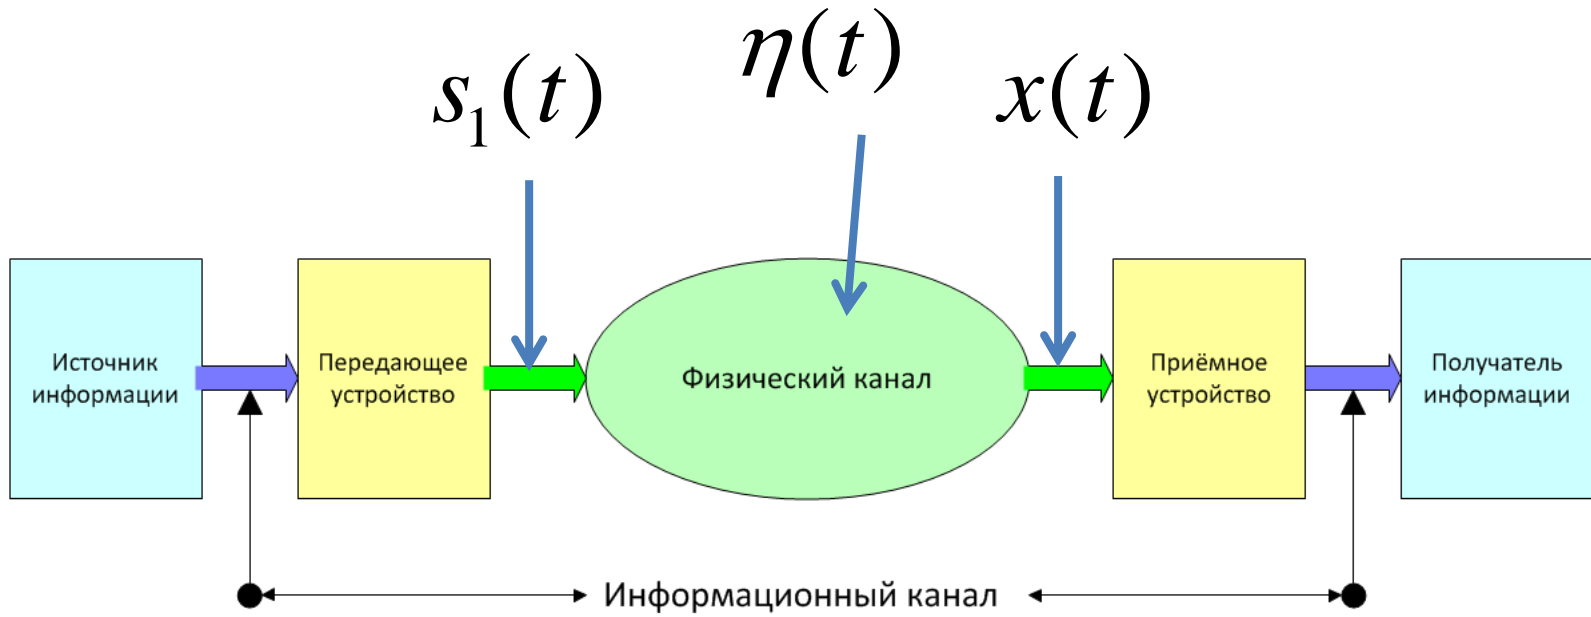 s₁(t)
η(t)
x(t)
Источник
информации
Передающее
устройство
Физический канал
Приёмное
устройство
Получатель
информации
Информационный канал